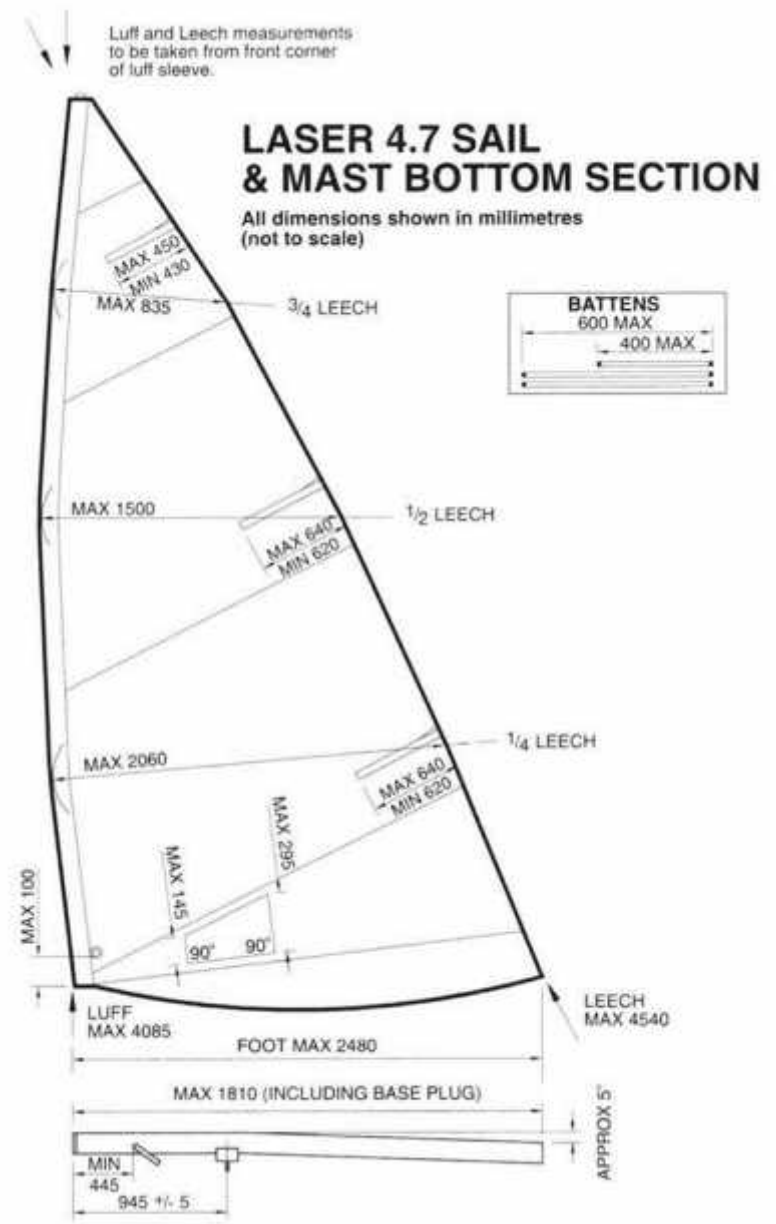 Luff and Leech measurements
to be taken from front corner
of luff sleeve.
LASER 4.7 SAIL
& MAST BOTTOM SECTION
All dimensions shown in millimetres
(not to scale)
MAX 450
MIN 430
MAX 835
3/4 LEECH
BATTENS
600 MAX
400 MAX
MAX 1500
1/2 LEECH
MAX 640
MIN 620
1/4 LEECH
MAX 2060
MAX 640
MIN 620
MAX 295
MAX 145
MAX 100
90°
90°
LUFF
MAX 4085
LEECH
MAX 4540
FOOT MAX 2480
MAX 1810 (INCLUDING BASE PLUG)
APPROX 5°
MIN
445
945 +/- 5